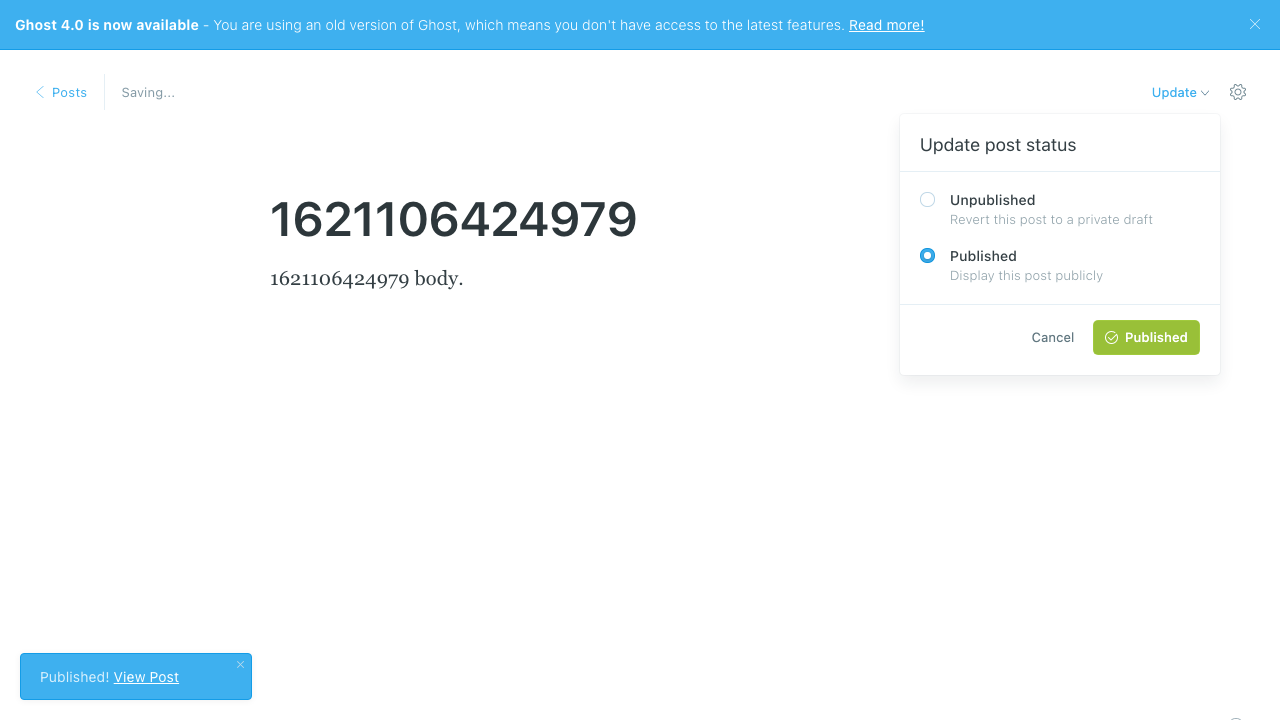 Ghost 4.0 is now available - You are using an old version of Ghost, which means you don't have access to the latest features. Read more!
Posts
Saving...
Update
Update post status
Unpublished
Revert this post to a private draft
Published
Display this post publicly
Cancel
Published
1621106424979
1621106424979 body.
Published! View Post